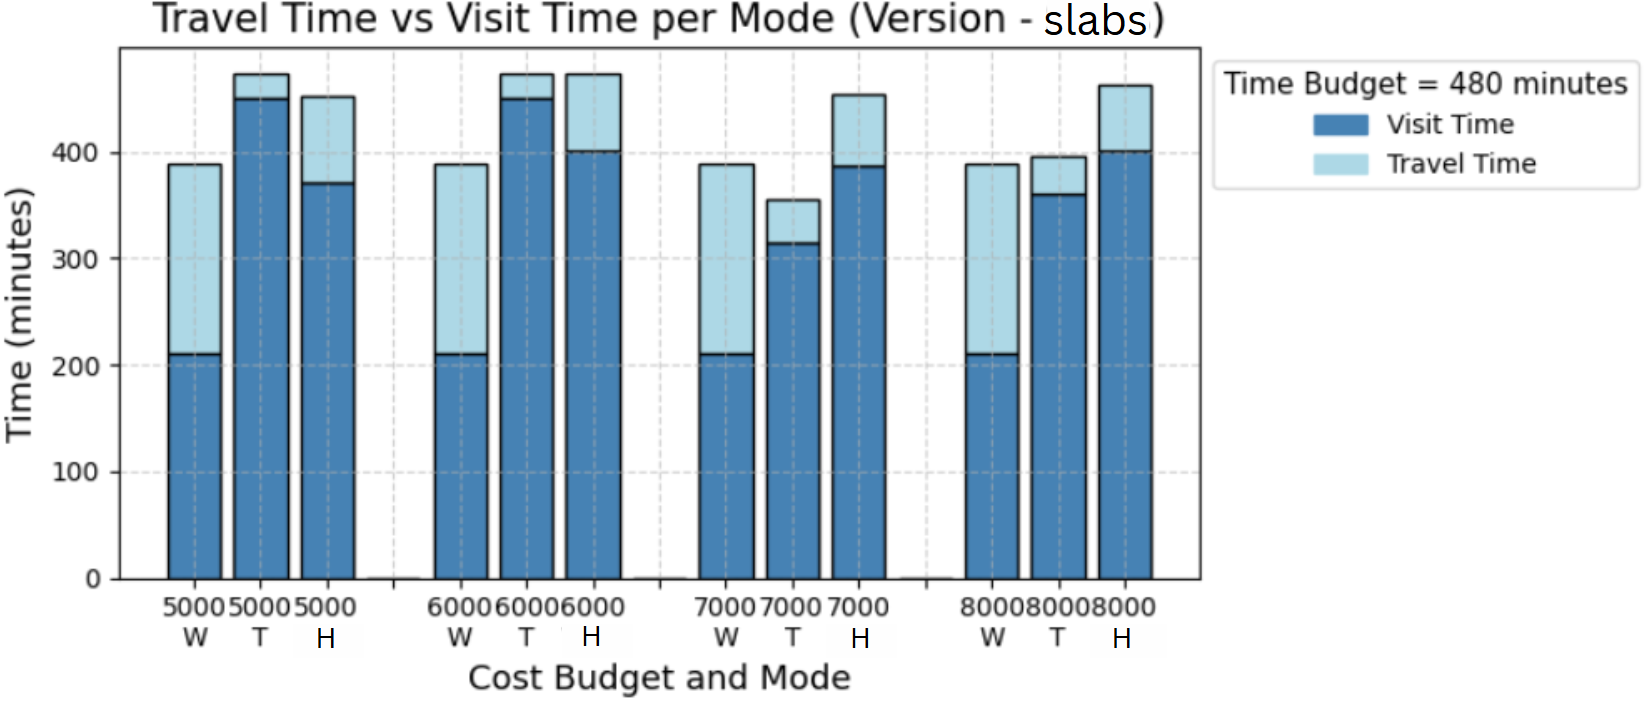 Travel Time vs Visit Time per Mode (Version - slabs)
Time Budget = 480 minutes
Visit Time
Travel Time
Time (minutes)
400
300
200
100
0
5000 5000 5000 6000 6000 6000 7000 7000 7000 8000 8000 8000
W T H W T H W T H W T H
Cost Budget and Mode